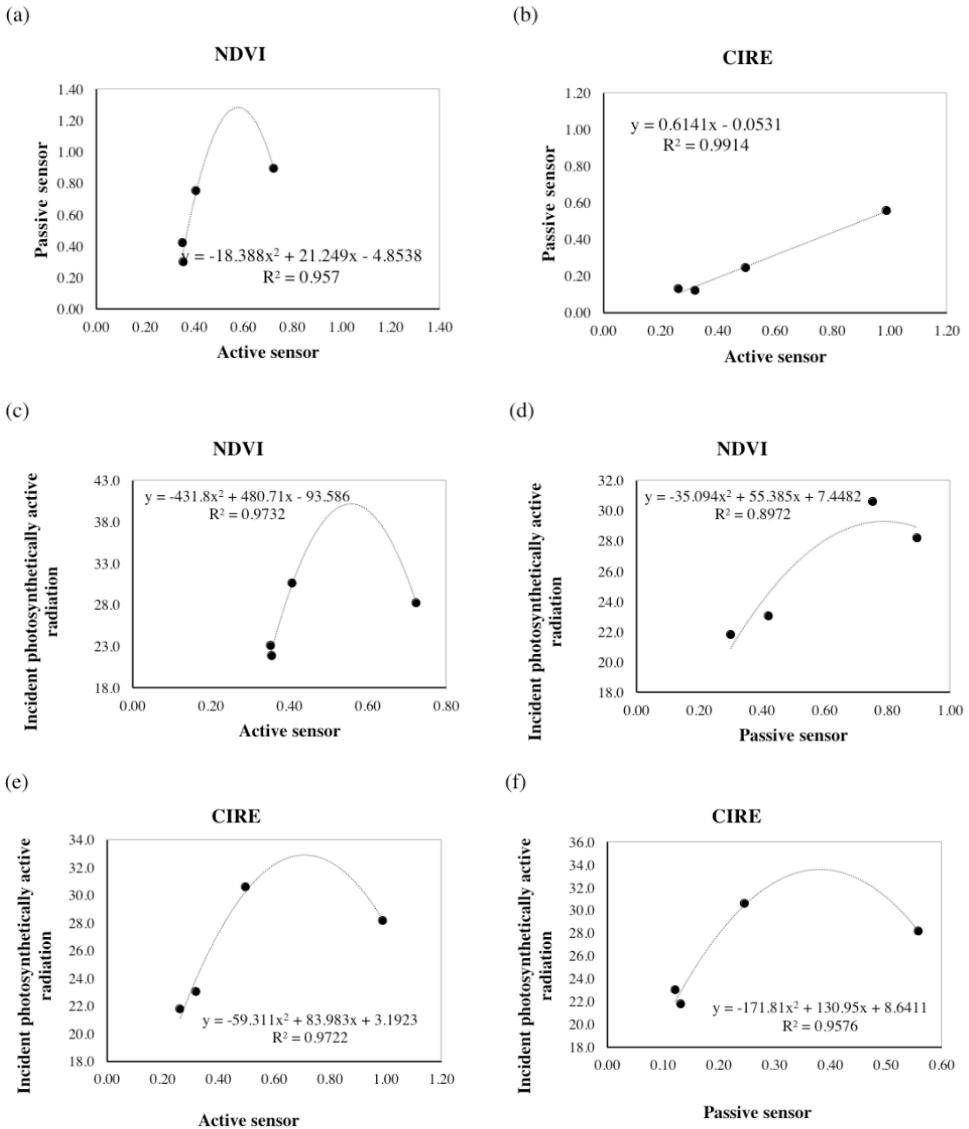 (a)
NDVI
Passive sensor
1.40
1.20
1.00
0.80
0.60
0.40
0.20
0.00
y = -18.388x² + 21.249x - 4.8538
R² = 0.957
0.00 0.20 0.40 0.60 0.80 1.00 1.20 1.40
Active sensor
(b)
CIRE
Passive sensor
1.20
1.00
0.80
0.60
0.40
0.20
0.00
y = 0.6141x - 0.0531
R² = 0.9914
0.00 0.20 0.40 0.60 0.80 1.00 1.20
Active sensor
(c)
NDVI
Incident photosynthetically active
radiation
43.0
38.0
33.0
28.0
23.0
18.0
y = -431.8x² + 480.71x - 93.586
R² = 0.9732
0.00 0.20 0.40 0.60 0.80
Active sensor
(d)
NDVI
Incident photosynthetically active
radiation
32.0
30.0
28.0
26.0
24.0
22.0
20.0
18.0
y = -35.094x² + 55.385x + 7.4482
R² = 0.8972
0.00 0.20 0.40 0.60 0.80 1.00
Passive sensor
(e)
CIRE
Incident photosynthetically active
radiation
34.0
32.0
30.0
28.0
26.0
24.0
22.0
20.0
18.0
y = -59.311x² + 83.983x + 3.1923
R² = 0.9722
0.00 0.20 0.40 0.60 0.80 1.00 1.20
Active sensor
(f)
CIRE
Incident photosynthetically active
radiation
36.0
34.0
32.0
30.0
28.0
26.0
24.0
22.0
20.0
18.0
y = -171.81x² + 130.95x + 8.6411
R² = 0.9576
0.00 0.10 0.20 0.30 0.40 0.50 0.60
Passive sensor